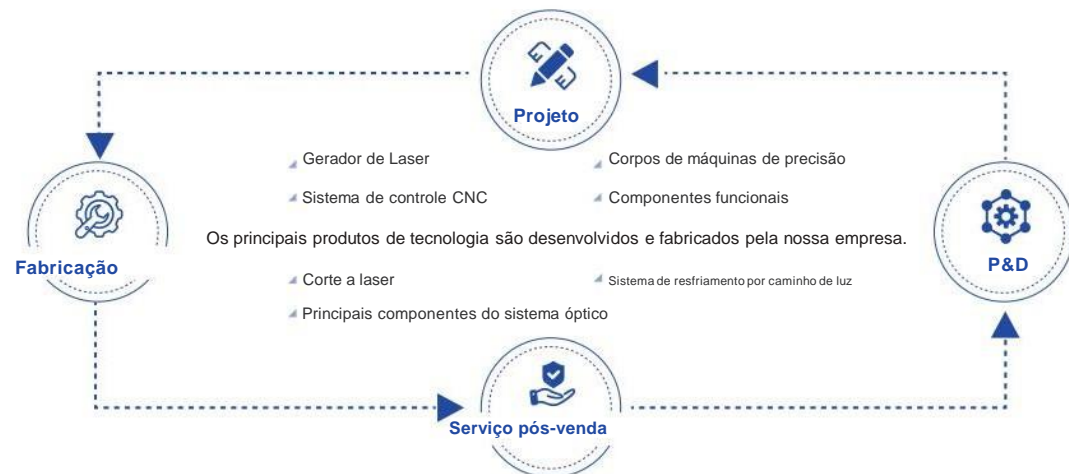 Projeto
Gerador de Laser
Corpos de máquinas de precisão
Sistema de controle CNC
Componentes funcionais
Os principais produtos de tecnologia são desenvolvidos e fabricados pela nossa empresa.
Fabricação
P&D
Corte a laser
Sistema de resfriamento por caminho de luz
Principais componentes do sistema óptico
Serviço pós-venda